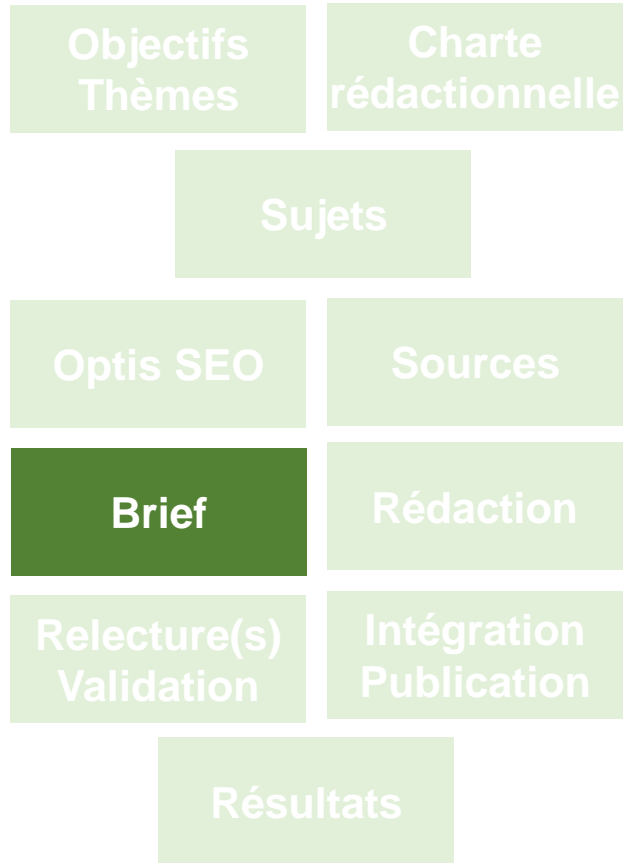 Objectifs
Thèmes
Charte
rédactionnelle
Sujets
Optis SEO
Sources
Brief
Rédaction
Relecture(s)
Validation
Intégration
Publication
Résultats